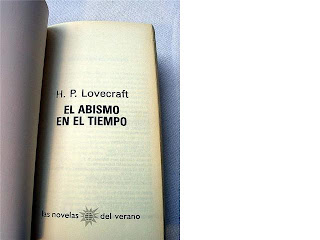 H. P. Lovecraft
EL ABISMO
EN EL TIEMPO
las novelas del verano